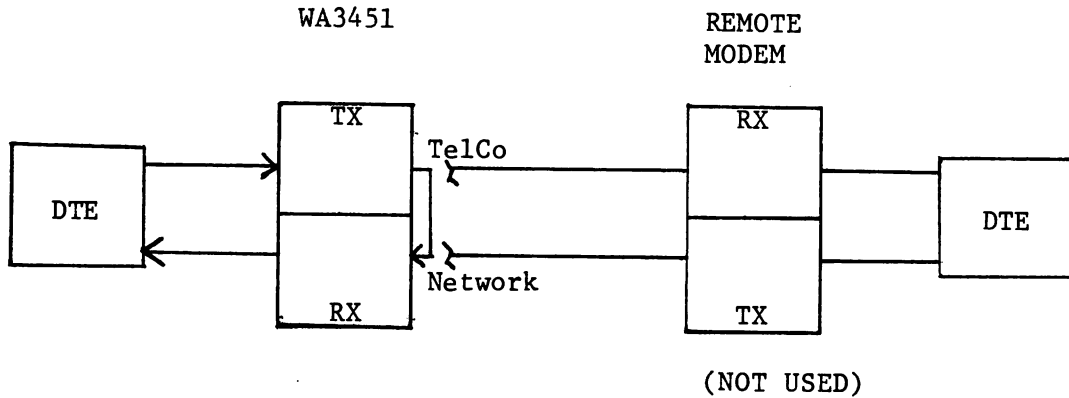 WA3451
REMOTE
MODEM
TX
RX
TelCo
DTE
DTE
Network
RX
TX
(NOT USED)